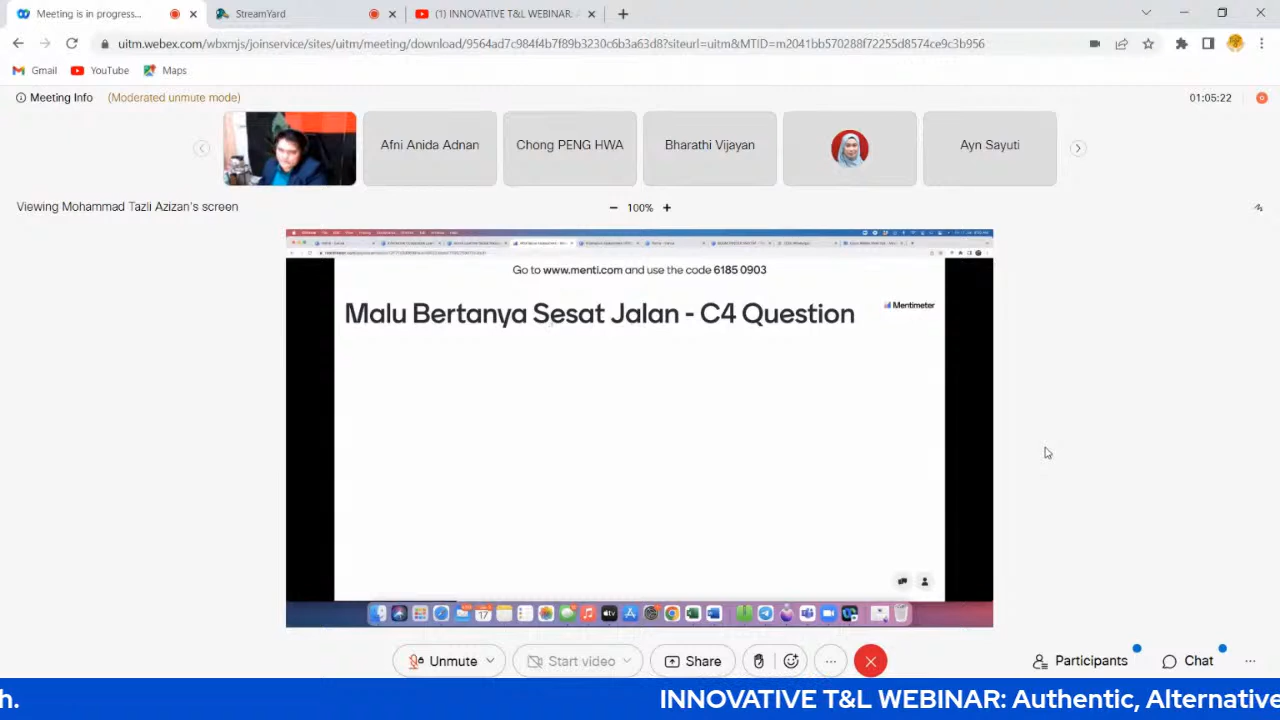 Meeting is in progress...
StreamYard
(1) INNOVATIVE T&L WEBINAR:
uitm.webex.com/wbxmjs/joinservice/sites/uitm/meeting/download/9564ad7c984f4b7f89b3230c6b3a63d8?siteurl=uitm&MTID=m2041bb570288f72255d8574ce9c3b956
Gmail
YouTube
Maps
Meeting Info
(Moderated unmute mode)
01:05:22
Afni Anida Adnan
Chong PENG HWA
Bharathi Vijayan
Ayn Sayuti
Viewing Mohammad Tazli Azizan's screen
100%
Go to www.menti.com and use the code 6185 0903
Malu Bertanya Sesat Jalan - C4 Question
Mentimeter
Unmute
Start video
Share
Participants
Chat
h.
INNOVATIVE T&L WEBINAR: Authentic, Alternative